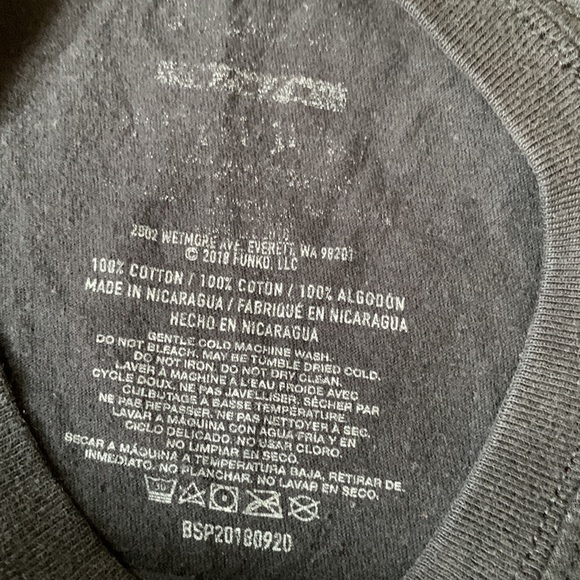 2802 WETMORE AVE. EVERETT, WA 98201
© 2018 FUNKO, LLC
100% COTTON / 100% COTON / 100% ALGODÓN
MADE IN NICARAGUA / FABRIQUÉ EN NICARAGUA
HECHO EN NICARAGUA
GENTLE COLD MACHINE WASH.
DO NOT BLEACH. MAY BE TUMBLE DRIED COLD.
DO NOT IRON. DO NOT DRY CLEAN.
LAVER À MACHINE À L'EAU FROIDE AVEC
CYCLE DOUX. NE PAS JAVELLISER. SÉCHER PAR
CULBUTAGE À BASSE TEMPÉRATURE.
NE PAS REPASSER. NE PAS NETTOYER À SEC.
LAVAR A MÁQUINA CON AGUA FRÍA Y EN
CICLO DELICADO. NO USAR CLORO.
NO LIMPIAR EN SECO.
SECAR A MÁQUINA A TEMPERATURA BAJA, RETIRAR DE
INMEDIATO. NO PLANCHAR. NO LAVAR EN SECO.
30°
BSP20180920